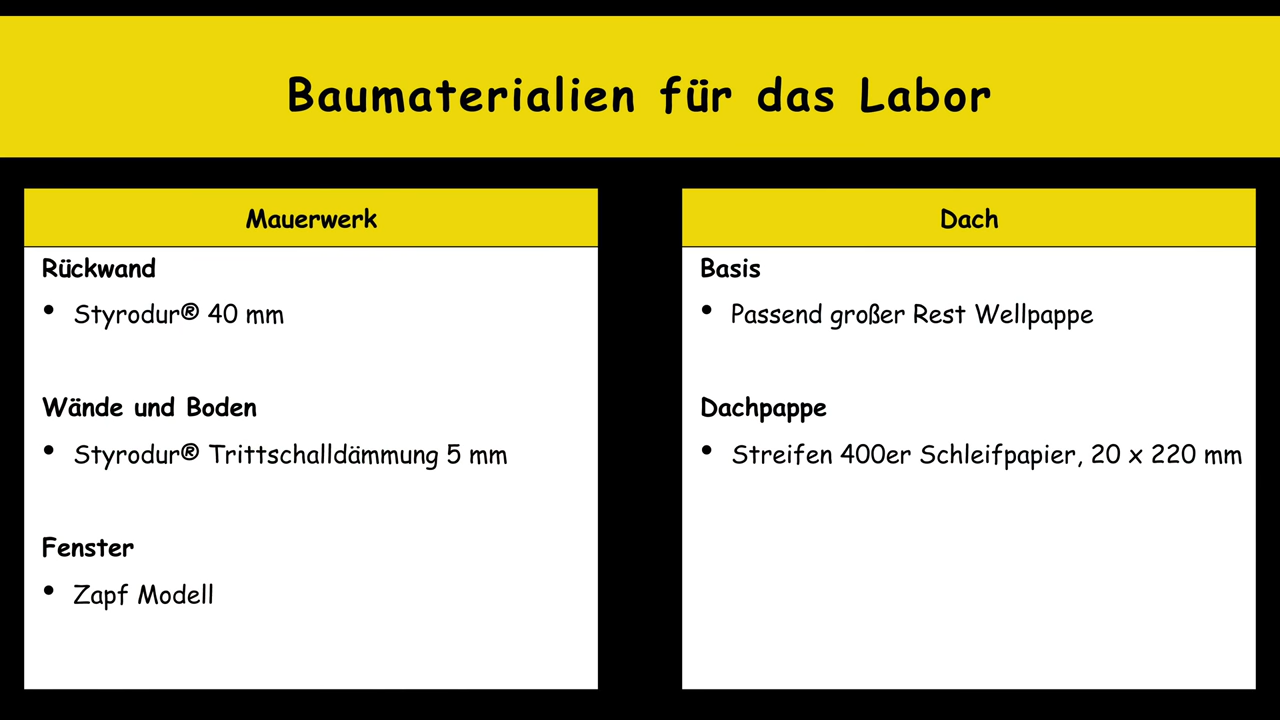 Baumaterialien für das Labor
Mauerwerk
Rückwand
• Styrodur® 40 mm
Wände und Boden
• Styrodur® Trittschalldämmung 5 mm
Fenster
• Zapf Modell
Dach
Basis
• Passend großer Rest Wellpappe
Dachpappe
• Streifen 400er Schleifpapier, 20 x 220 mm